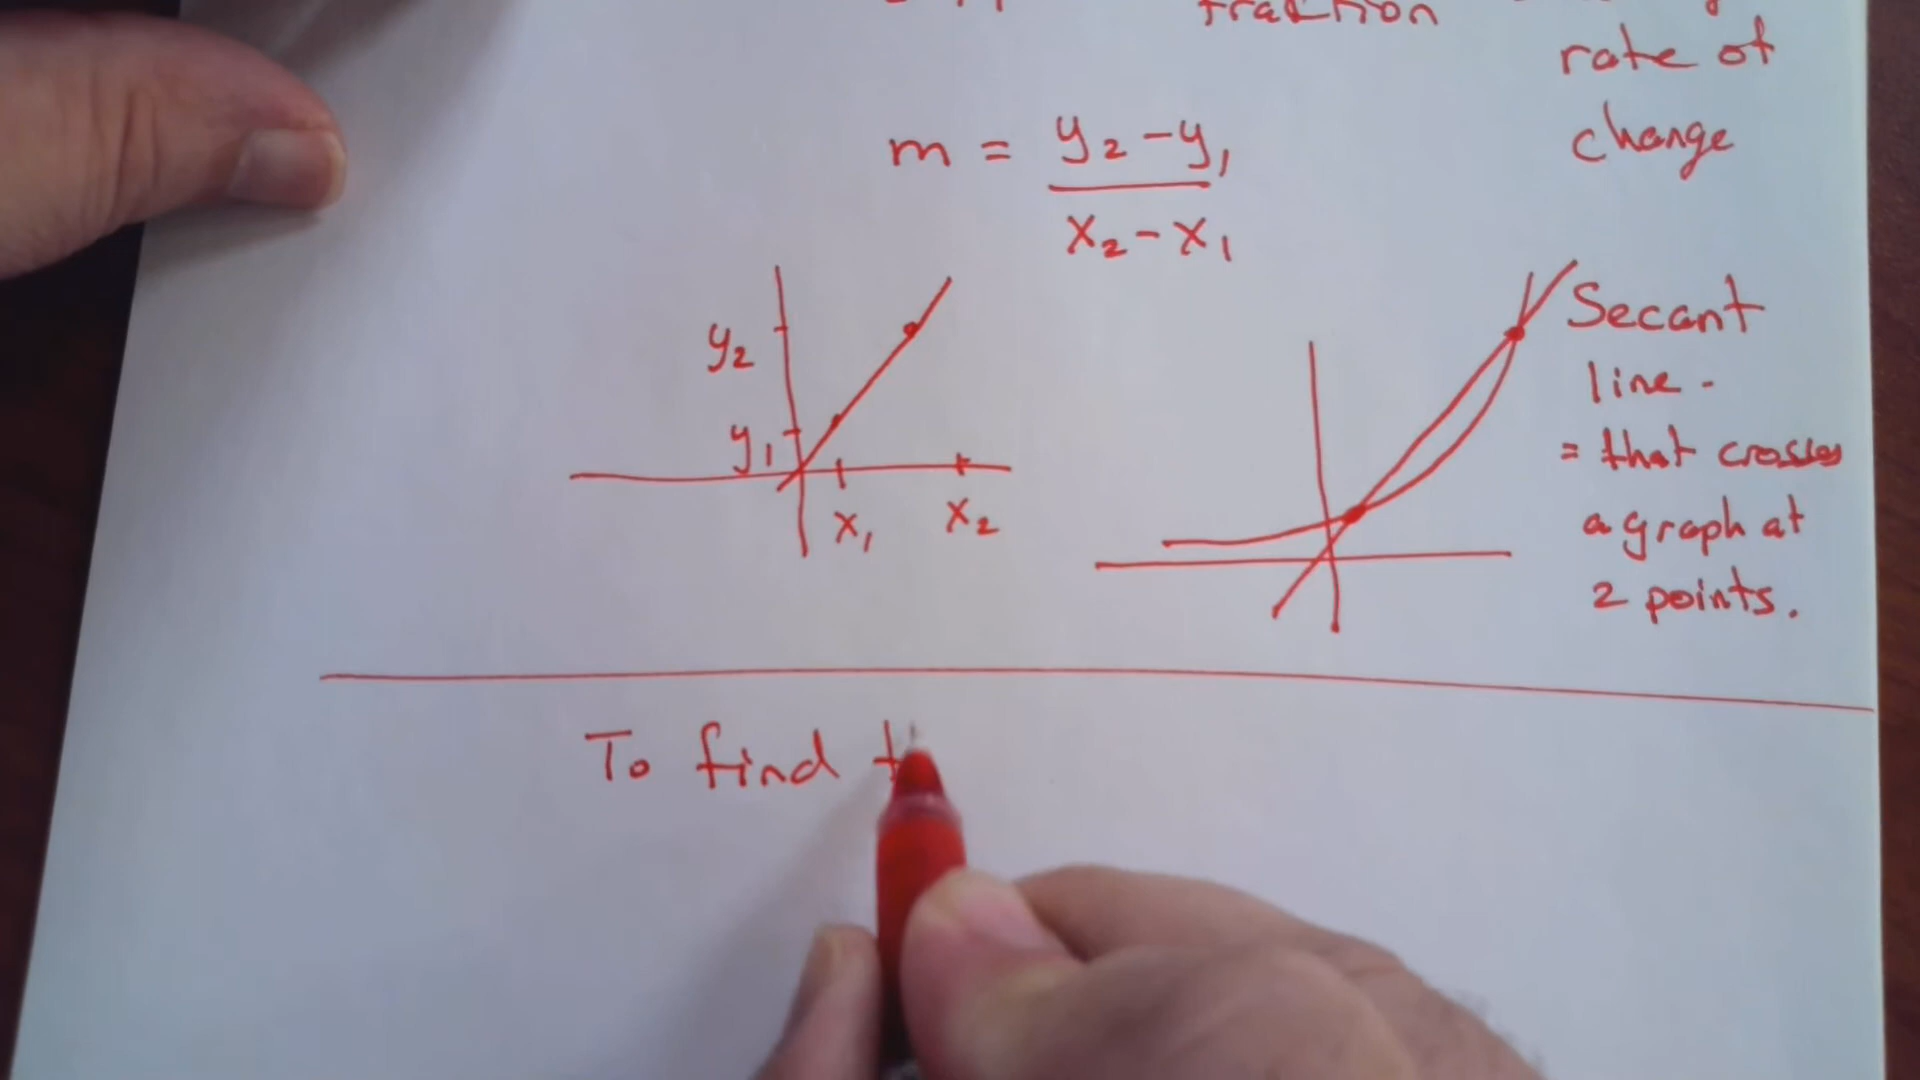 fraction
rate of
change
m = y₂ - y₁
x₂ - x₁
y₂
y₁
x₁
x₂
Secant
line -
= that crosses
a graph at
2 points.
To find